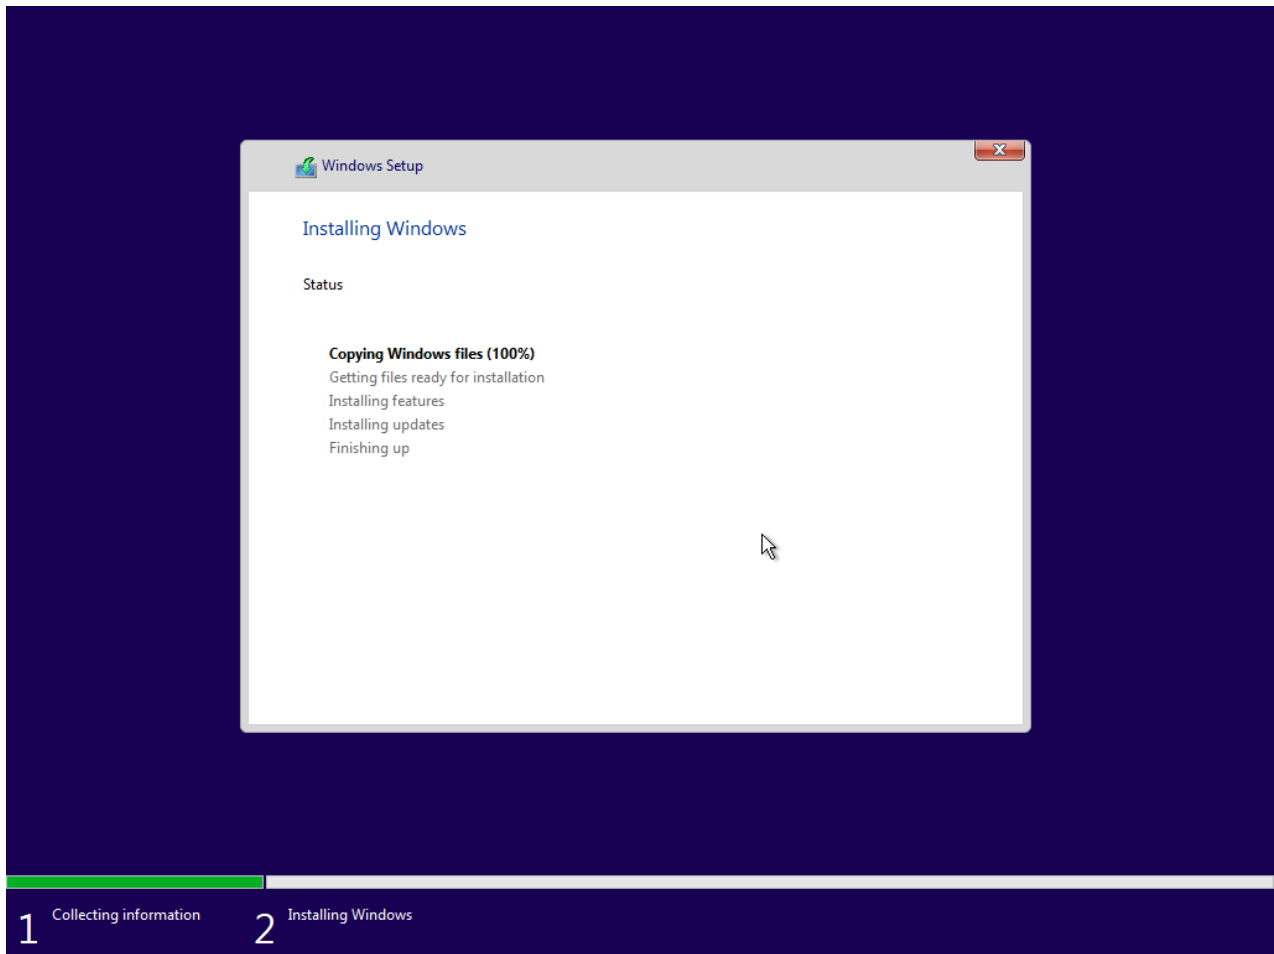 Windows Setup
Installing Windows
Status
Copying Windows files (100%)
Getting files ready for installation
Installing features
Installing updates
Finishing up
1 Collecting information 2 Installing Windows